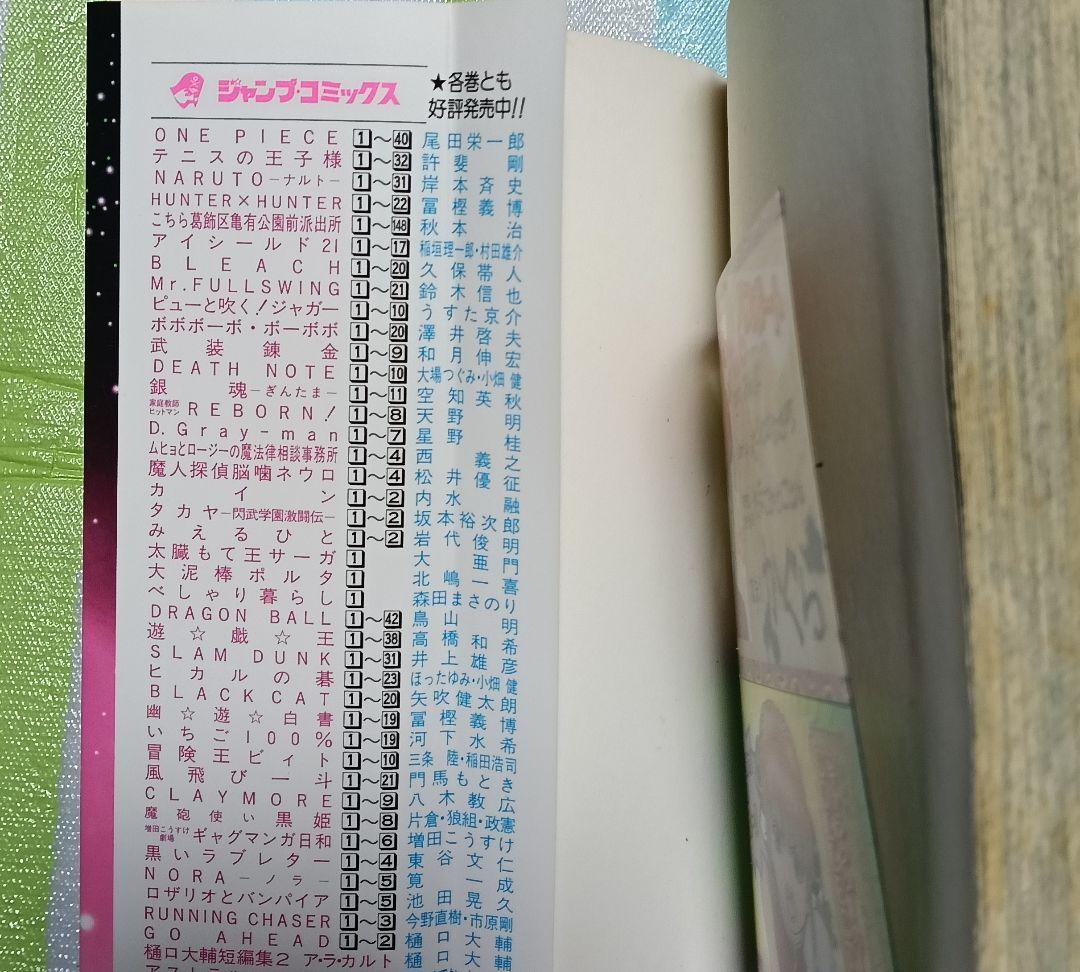 ジャンプ・コミックス ★各巻とも
好評発売中!!
ONE PIECE 1〜40 尾田栄一郎
テニスの王子様 1〜32 許斐剛
NARUTO—ナルト— 1〜31 岸本斉史
HUNTER×HUNTER 1〜22 冨樫義博
こちら葛飾区亀有公園前派出所 1〜148 秋本治
アイシールド21 1〜17 稲垣理一郎・村田雄介
BLEACH 1〜20 久保帯人
Mr.FULLSWING 1〜21 鈴木信也
ピューと吹く!ジャガー 1〜10 うすた京介
ボボボーボ・ボーボボ 1〜20 澤井啓夫
武装錬金 1〜9 和月伸宏
DEATH NOTE 1〜10 大場つぐみ・小畑健
銀魂—ぎんたま— 1〜11 空知英秋
家庭教師ヒットマンREBORN! 1〜8 天野明
D.Gray-man 1〜7 星野桂
ムヒョとロージーの魔法律相談事務所 1〜4 西義之
魔人探偵脳噛ネウロ 1〜4 松井優征
カイン 1〜2 内水融
タカヤ—閃武学園激闘伝— 1〜2 坂本裕次郎
みえるひと 1〜2 岩代俊明
太臓もて王サーガ 1 大亜門
大泥棒ポルタ 1 北嶋一喜
べしゃり暮らし 1 森田まさのり
DRAGON BALL 1〜42 鳥山明
遊☆戯☆王 1〜38 高橋和希
SLAM DUNK 1〜31 井上雄彦
ヒカルの碁 1〜23 ほったゆみ・小畑健
BLACK CAT 1〜20 矢吹健太朗
幽☆遊☆白書 1〜19 冨樫義博
いちご100% 1〜19 河下水希
冒険王ビィト 1〜10 三条陸・稲田浩司
風飛び一斗 1〜21 門馬もとき
CLAYMORE 1〜9 八木教広
魔砲使い黒姫 1〜8 片倉・狼組・政憲
増田こうすけ劇場ギャグマンガ日和 1〜6 増田こうすけ
黒いラブレター 1〜4 東谷文仁
NORA—ノラ— 1〜5 筧一成
ロザリオとバンパイア 1〜5 池田晃久
RUNNING CHASER 1〜3 今野直樹・市原剛
GO AHEAD 1〜2 樋口大輔
樋口大輔短編集2 ア・ラ・カルト 樋口大輔